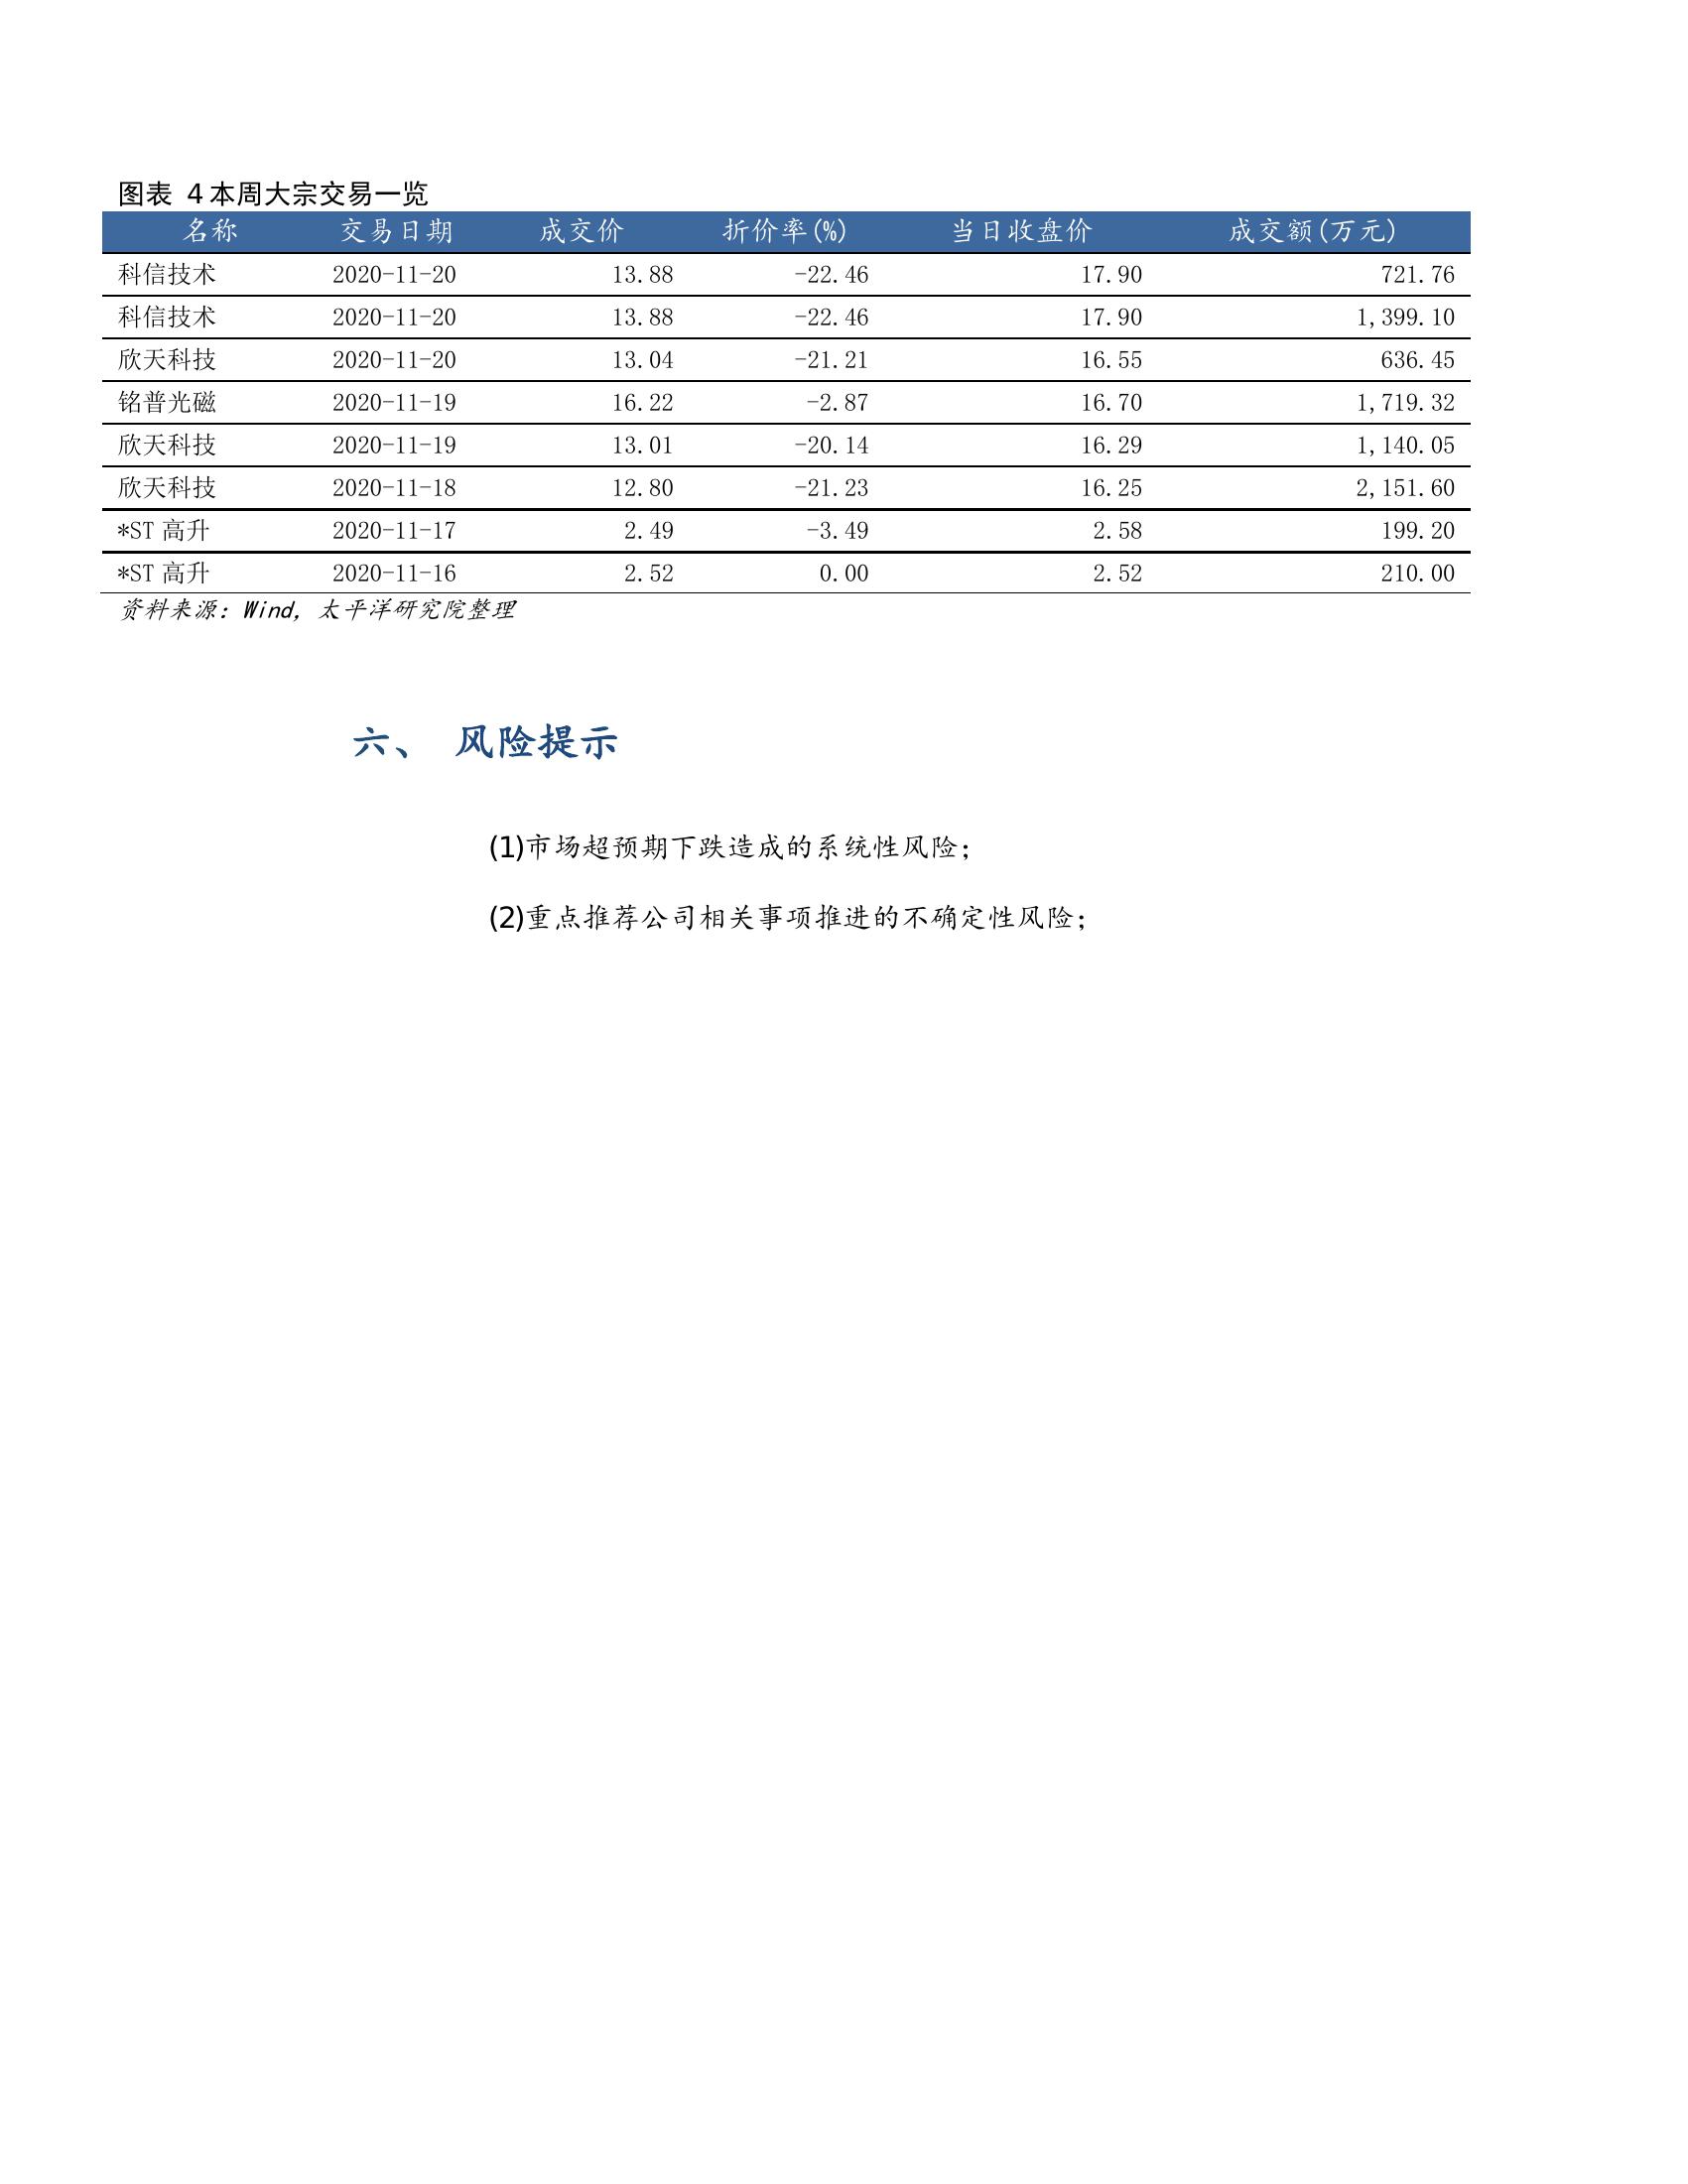 图表 4本周大宗交易一览
名称 交易日期 成交价 折价率(%) 当日收盘价 成交额(万元)
科信技术 2020-11-20 13.88 -22.46 17.90 721.76
科信技术 2020-11-20 13.88 -22.46 17.90 1,399.10
欣天科技 2020-11-20 13.04 -21.21 16.55 636.45
铭普光磁 2020-11-19 16.22 -2.87 16.70 1,719.32
欣天科技 2020-11-19 13.01 -20.14 16.29 1,140.05
欣天科技 2020-11-18 12.80 -21.23 16.25 2,151.60
*ST 高升 2020-11-17 2.49 -3.49 2.58 199.20
*ST 高升 2020-11-16 2.52 0.00 2.52 210.00
资料来源：Wind，太平洋研究院整理
六、 风险提示
(1)市场超预期下跌造成的系统性风险；
(2)重点推荐公司相关事项推进的不确定性风险；